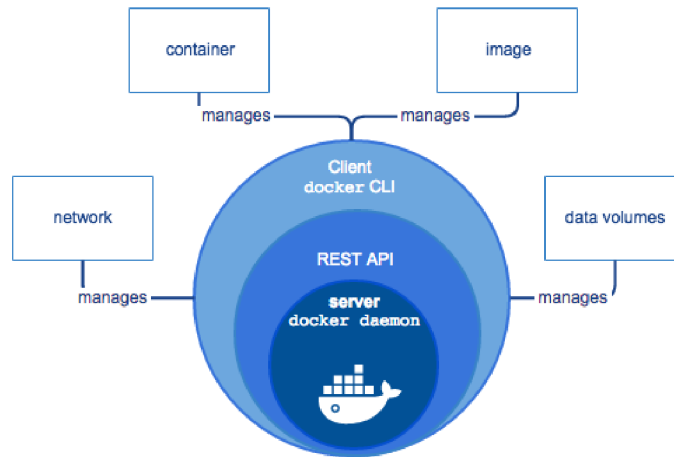 container
image
manages
manages
Client
docker CLI
network
data volumes
REST API
manages
manages
server
docker daemon